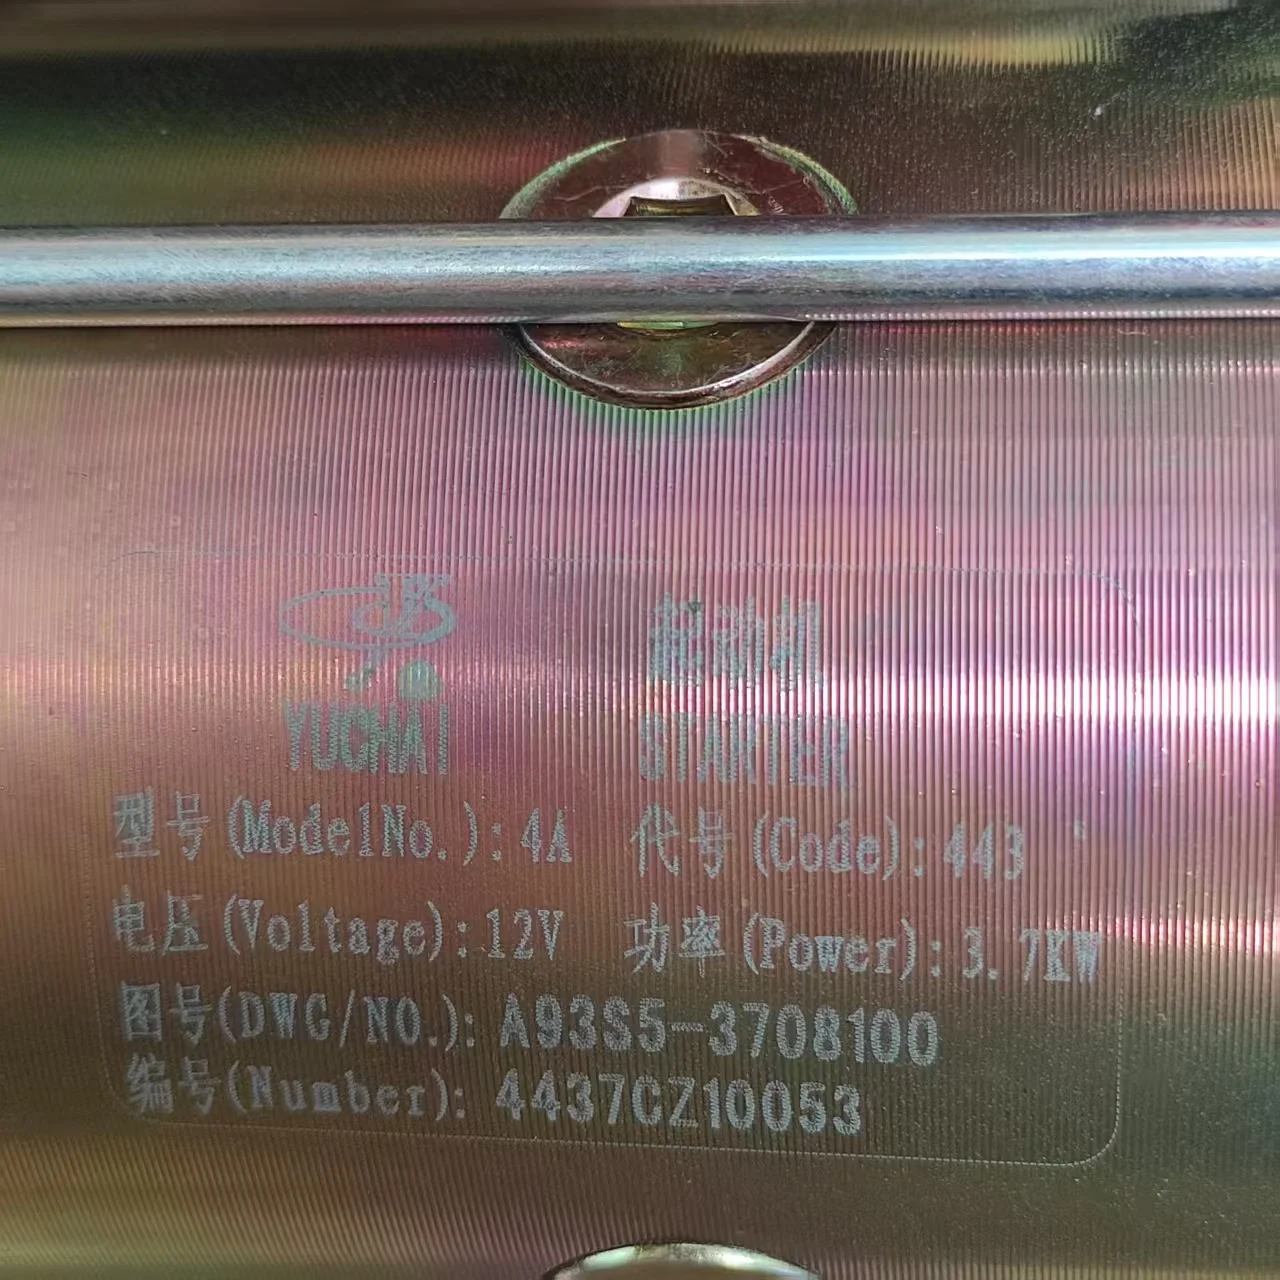 YUCHAI
起动机
STARTER
型号(ModelNo.):4A 代号(Code):443
电压(Voltage):12V 功率(Power):3.7KW
图号(DWG/NO.): A93S5-3708100
编号(Number): 4437CZ10053